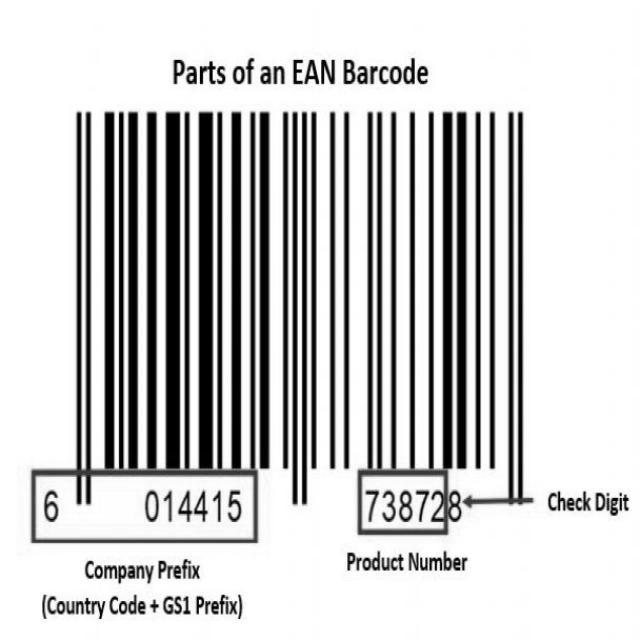 Parts of an EAN Barcode
6 014415 738728 Check Digit
Company Prefix
(Country Code + GS1 Prefix)
Product Number